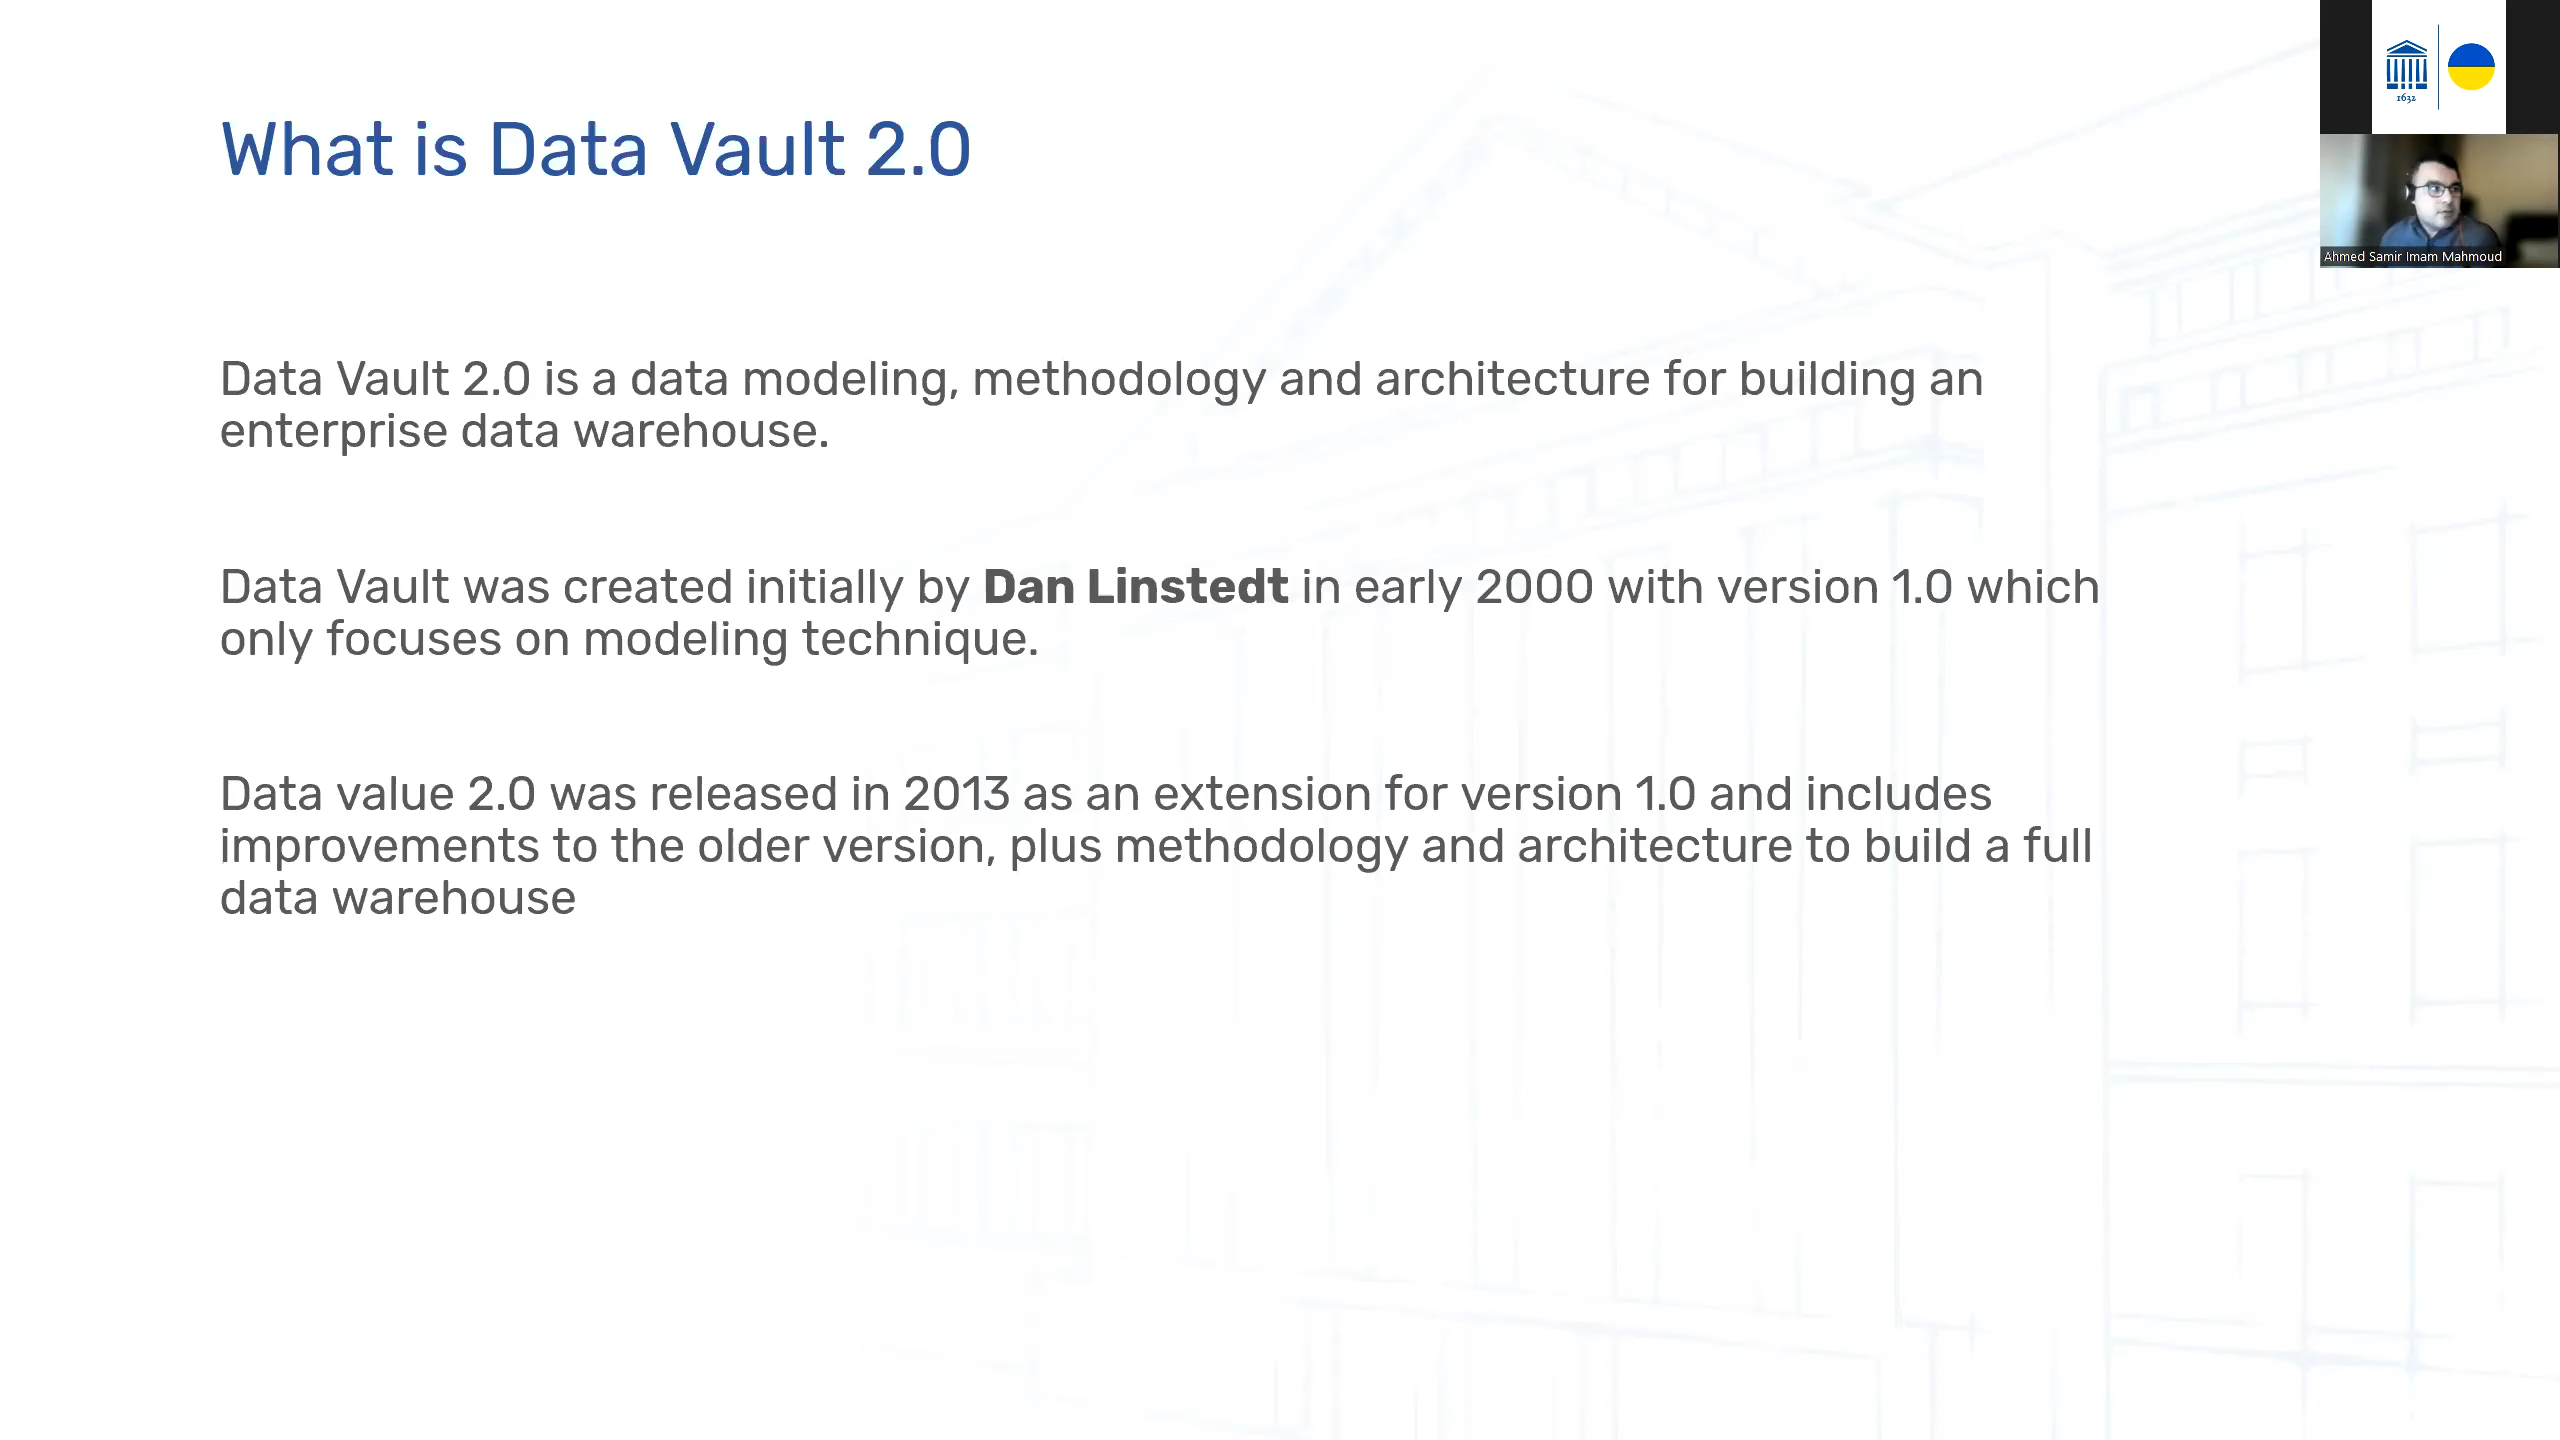 What is Data Vault 2.0
1632
Ahmed Samir Imam Mahmoud
Data Vault 2.0 is a data modeling, methodology and architecture for building an
enterprise data warehouse.
Data Vault was created initially by Dan Linstedt in early 2000 with version 1.0 which
only focuses on modeling technique.
Data value 2.0 was released in 2013 as an extension for version 1.0 and includes
improvements to the older version, plus methodology and architecture to build a full
data warehouse